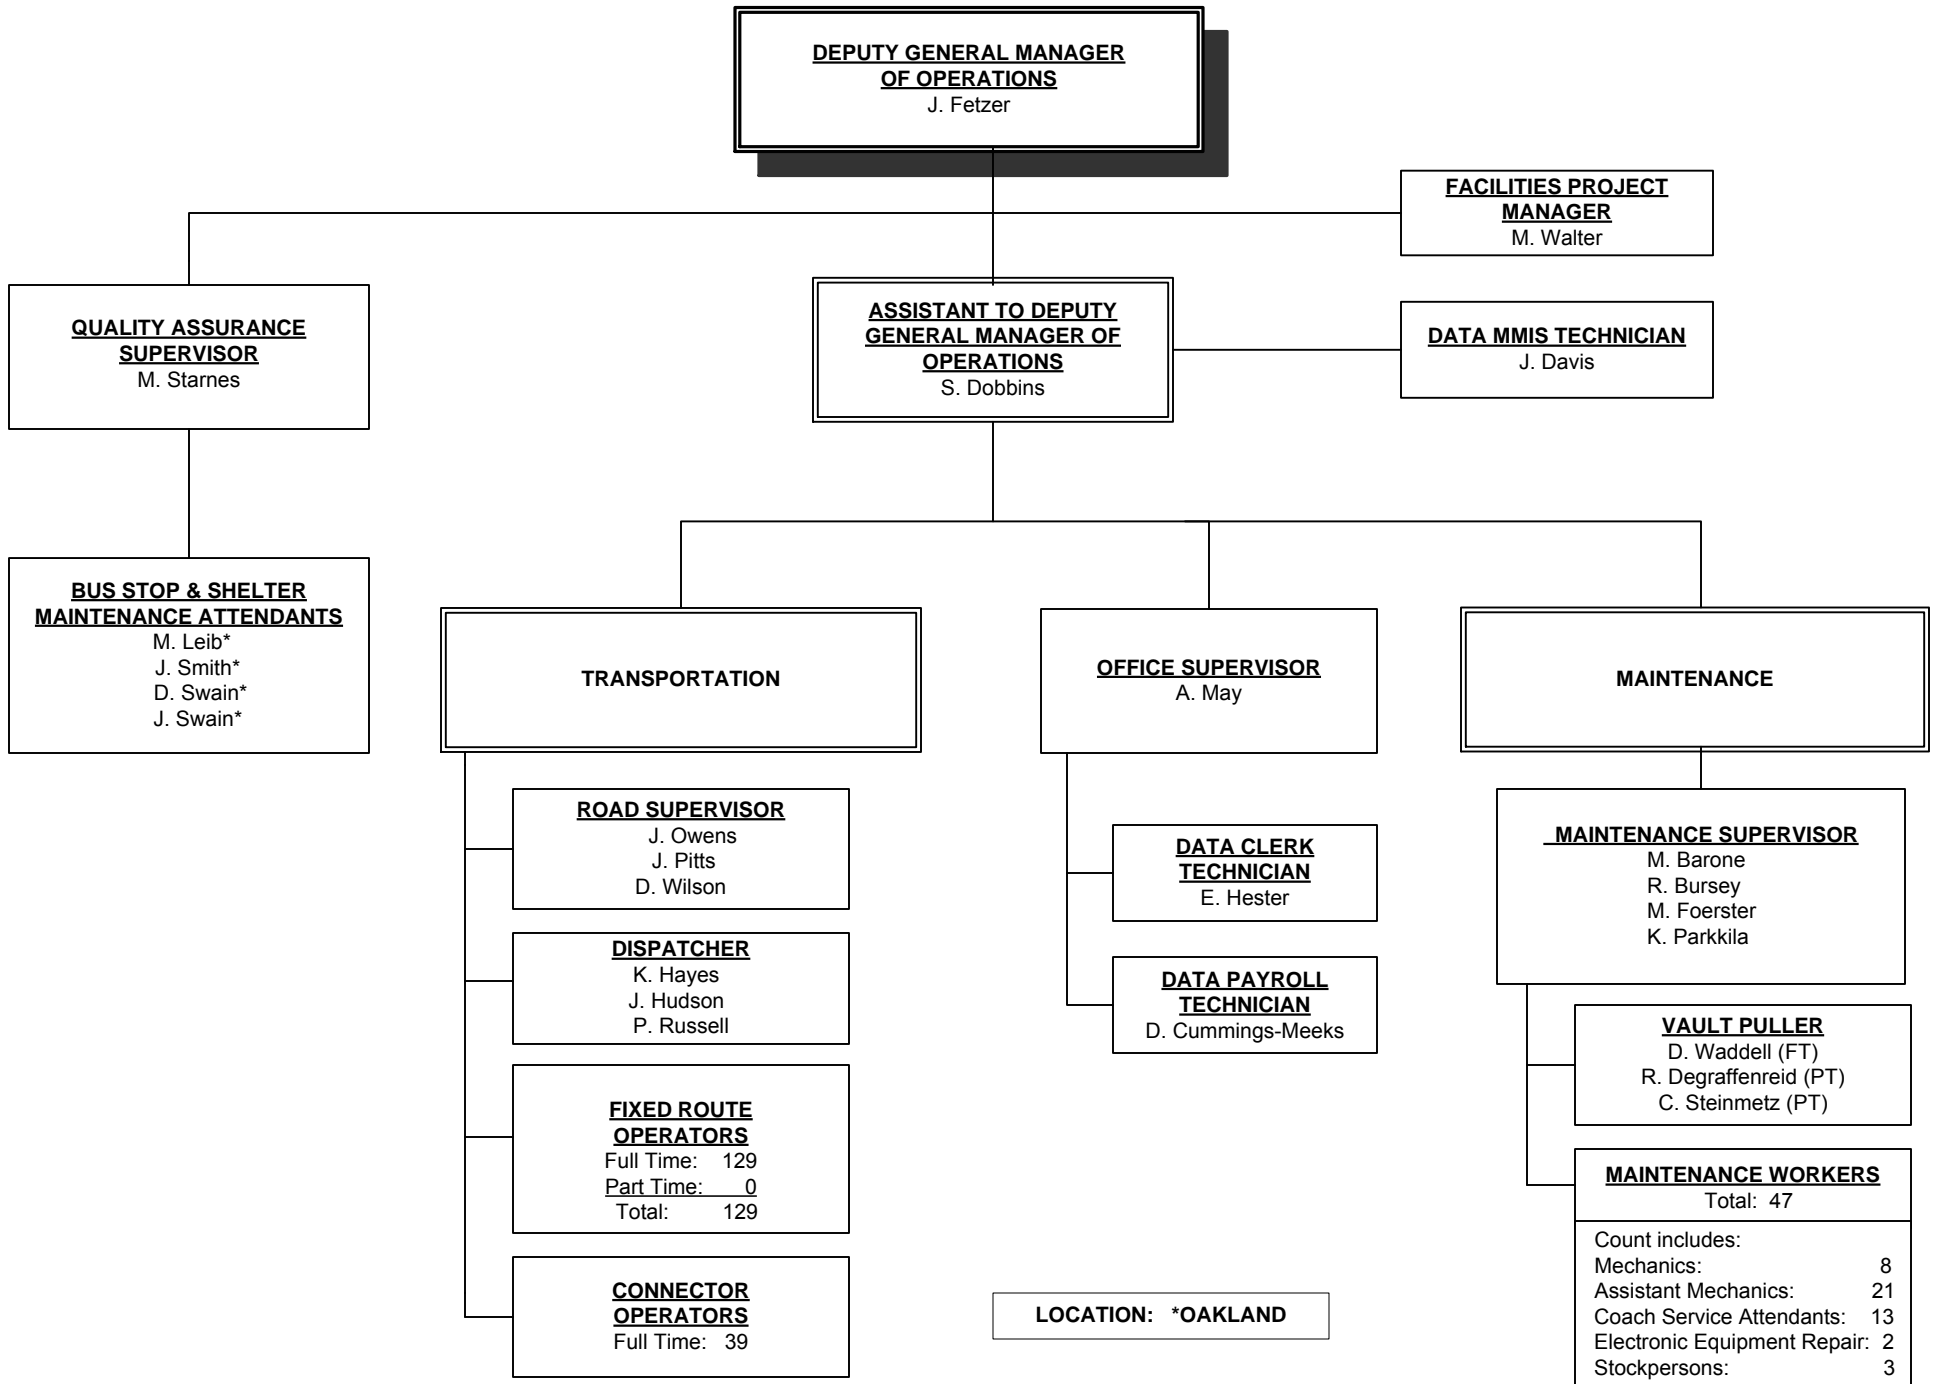 DEPUTY GENERAL MANAGER
OF OPERATIONS
J. Fetzer
FACILITIES PROJECT
MANAGER
M. Walter
QUALITY ASSURANCE
SUPERVISOR
M. Starnes
ASSISTANT TO DEPUTY
GENERAL MANAGER OF
OPERATIONS
S. Dobbins
DATA MMIS TECHNICIAN
J. Davis
BUS STOP & SHELTER
MAINTENANCE ATTENDANTS
M. Leib*
J. Smith*
D. Swain*
J. Swain*
TRANSPORTATION
ROAD SUPERVISOR
J. Owens
J. Pitts
D. Wilson
DISPATCHER
K. Hayes
J. Hudson
P. Russell
FIXED ROUTE
OPERATORS
Full Time: 129
Part Time: 0
Total: 129
CONNECTOR
OPERATORS
Full Time: 39
OFFICE SUPERVISOR
A. May
DATA CLERK
TECHNICIAN
E. Hester
DATA PAYROLL
TECHNICIAN
D. Cummings-Meeks
MAINTENANCE
MAINTENANCE SUPERVISOR
M. Barone
R. Bursey
M. Foerster
K. Parkkila
VAULT PULLER
D. Waddell (FT)
R. Degraffenreid (PT)
C. Steinmetz (PT)
MAINTENANCE WORKERS
Total: 47
Count includes:
Mechanics: 8
Assistant Mechanics: 21
Coach Service Attendants: 13
Electronic Equipment Repair: 2
Stockpersons: 3
LOCATION: *OAKLAND